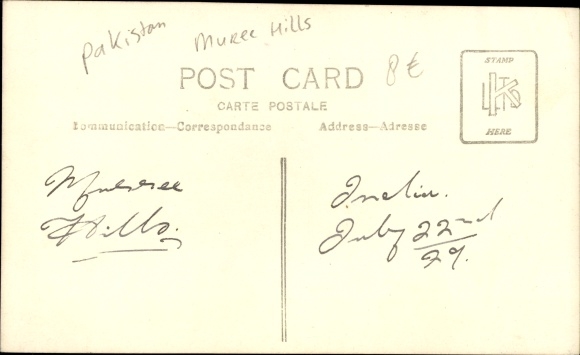 Pakistan Muree Hills
8 €
POST CARD
CARTE POSTALE
Communication—Correspondance Address—Adresse
STAMP
HERE
Murree
Hills.
India.
July 22nd
29.